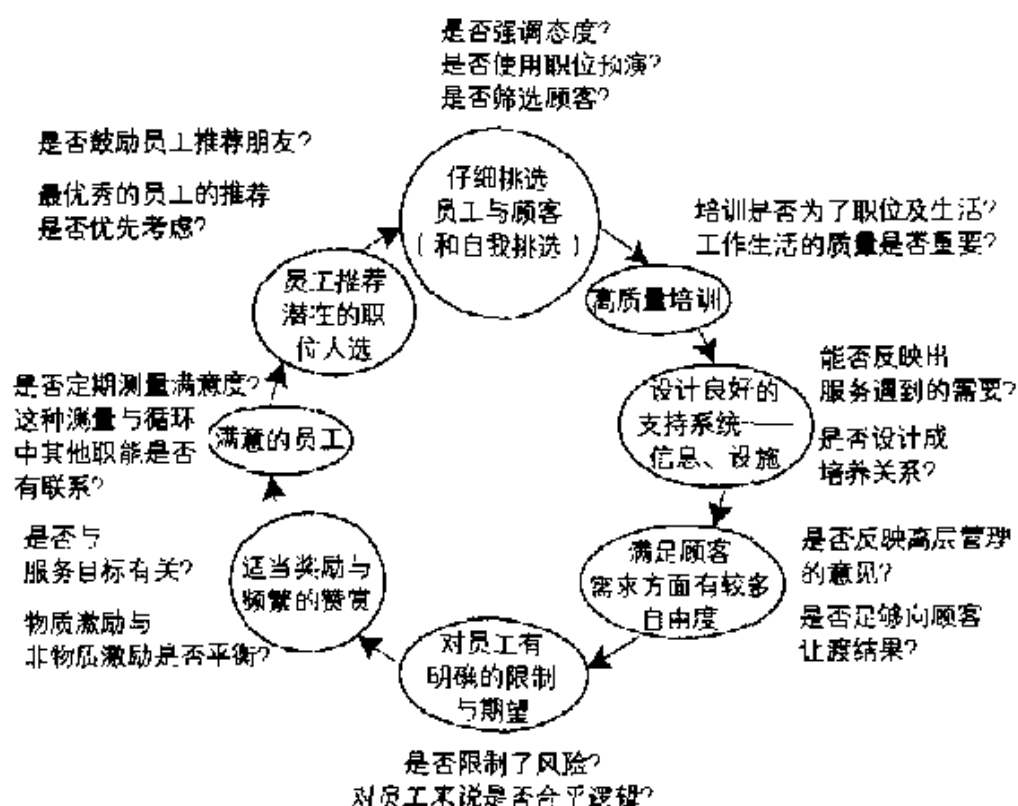 是否强调态度?
是否使用职位预演?
是否筛选顾客?
仔细挑选
员工与顾客
(和自我挑选)
培训是否为了职位及生活?
工作生活的质量是否重要?
高质量培训
能否反映出
服务遇到的需要?
是否设计成
培养关系?
设计良好的
支持系统——
信息、设施
是否反映高层管理
的意见?
是否足够向顾客
让渡结果?
满足顾客
需求方面有较多
自由度
对员工有
明确的限制
与期望
是否限制了风险?
对员工来说是否合乎逻辑?
适当奖励与
频繁的赞赏
是否与
服务目标有关?
物质激励与
非物质激励是否平衡?
满意的员工
是否定期测量满意度?
这种测量与循环
中其他职能是否
有联系?
员工推荐
潜在的职
位人选
是否鼓励员工推荐朋友?
最优秀的员工的推荐
是否优先考虑?